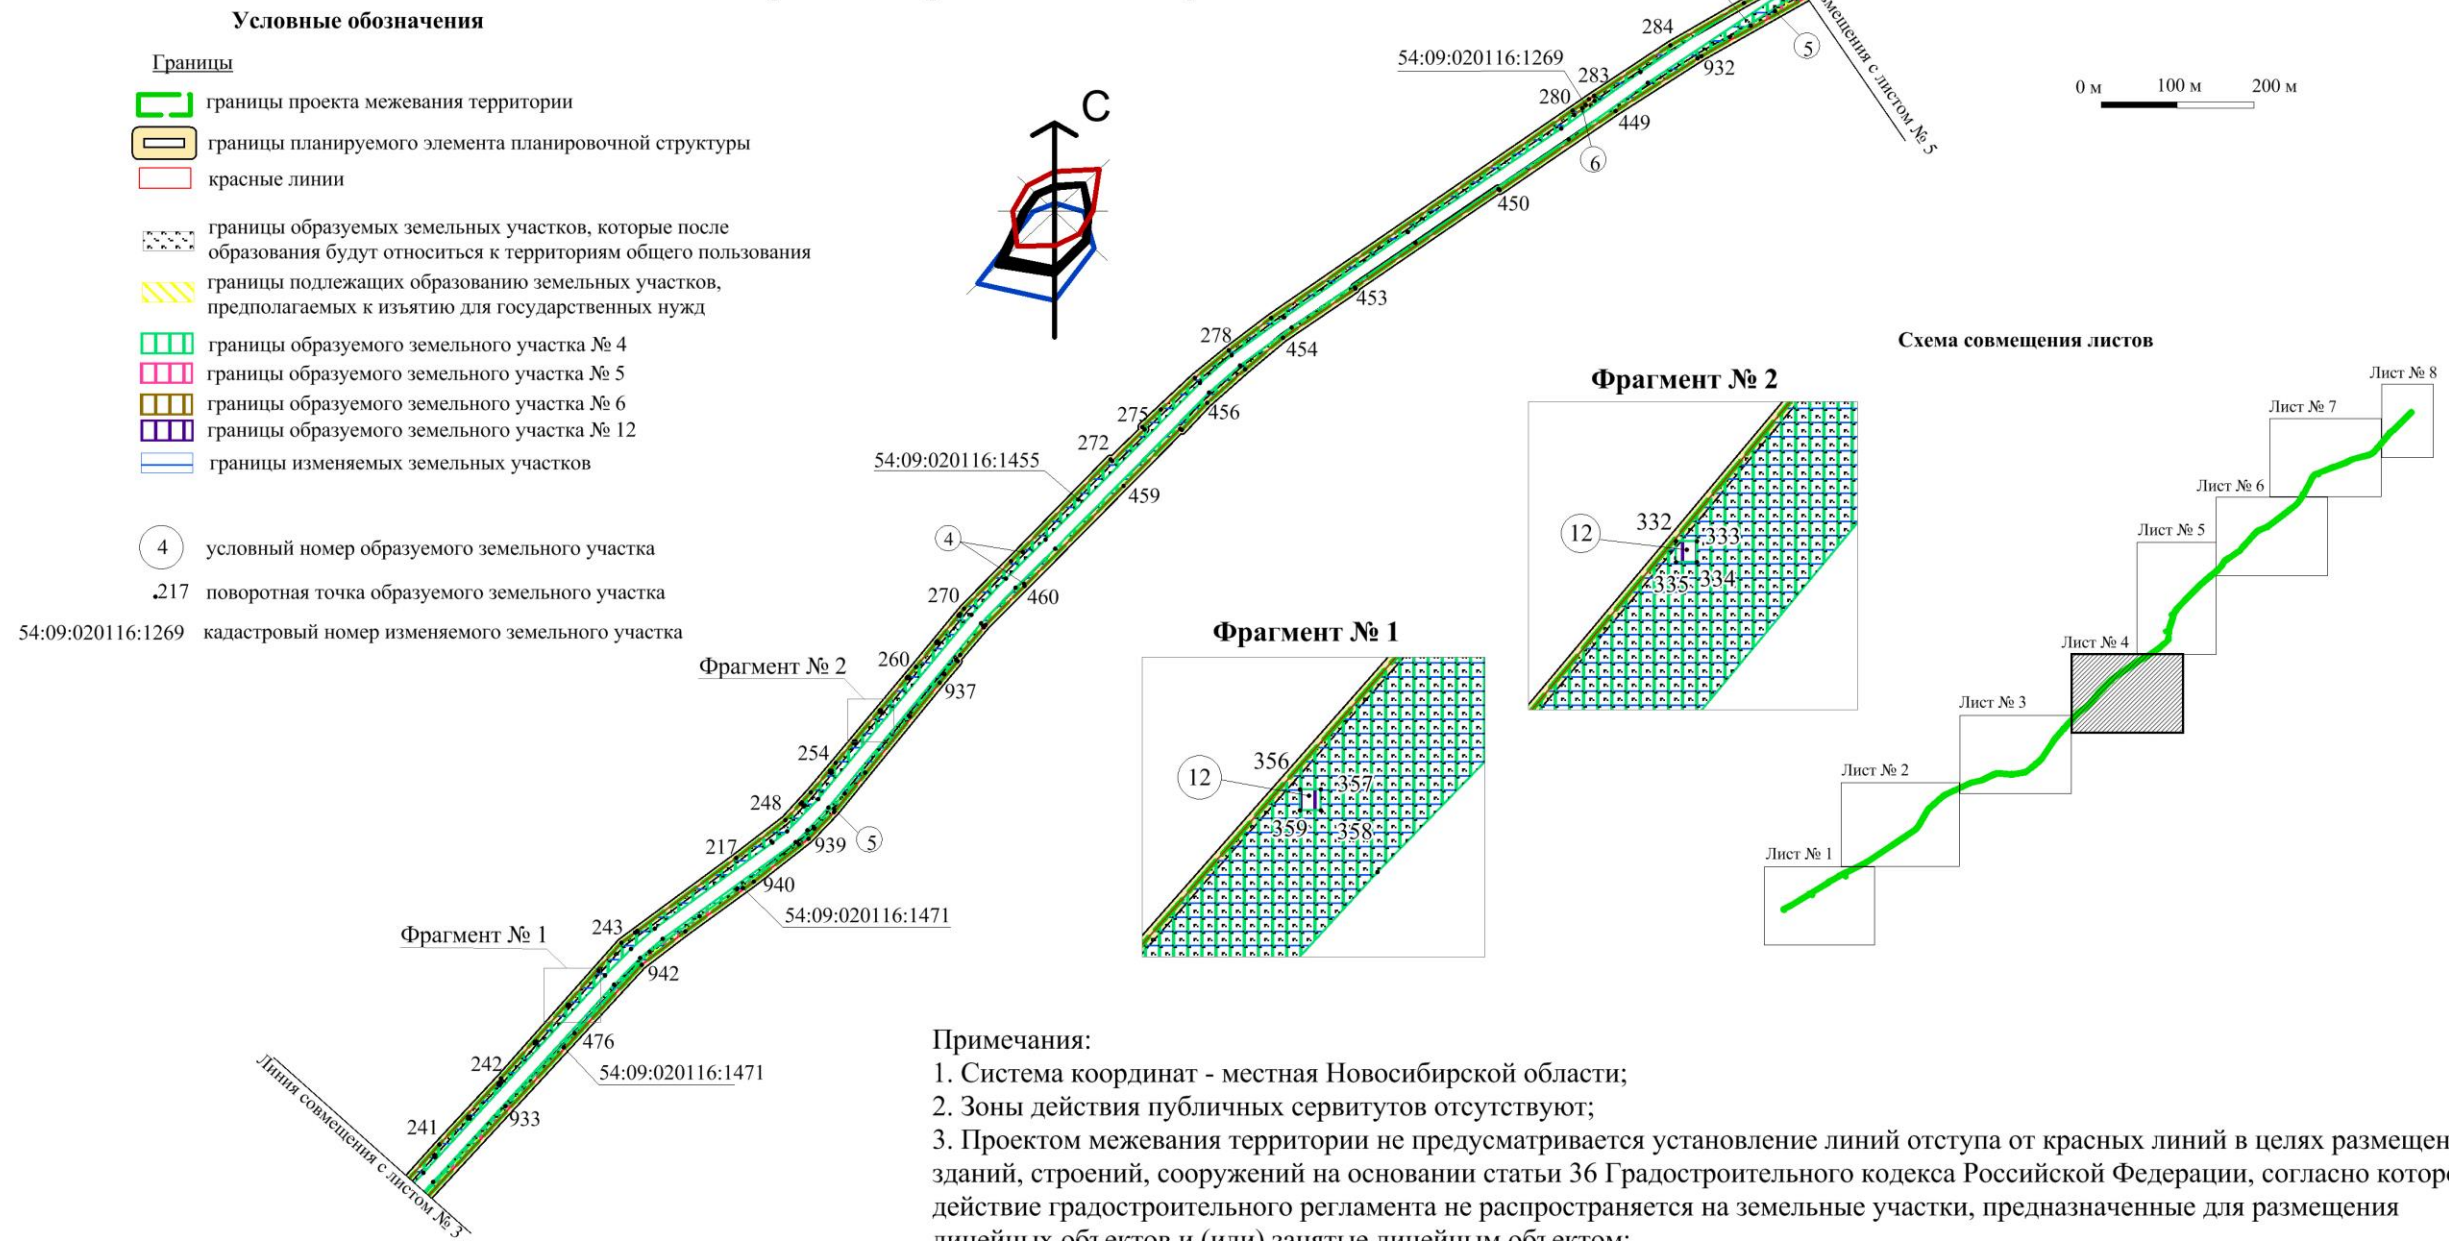 Условные обозначения
Границы
границы проекта межевания территории
границы планируемого элемента планировочной структуры
красные линии
границы образуемых земельных участков, которые после
образования будут относиться к территориям общего пользования
границы подлежащих образованию земельных участков,
предполагаемых к изъятию для государственных нужд
границы образуемого земельного участка № 4
границы образуемого земельного участка № 5
границы образуемого земельного участка № 6
границы образуемого земельного участка № 12
границы изменяемых земельных участков
4 условный номер образуемого земельного участка
.217 поворотная точка образуемого земельного участка
54:09:020116:1269 кадастровый номер изменяемого земельного участка
С
284
5
932
54:09:020116:1269
283
280
449
6
450
453
278
454
275
456
272
54:09:020116:1455
459
4
270
460
260
Фрагмент № 2
937
254
248
939
5
217
940
54:09:020116:1471
243
Фрагмент № 1
942
476
242
54:09:020116:1471
241
933
Линия совмещения с листом № 3
с листом № 5
0 м 100 м 200 м
Фрагмент № 2
12
332
333
335
334
Фрагмент № 1
12
356
357
359
358
Схема совмещения листов
Лист № 8
Лист № 7
Лист № 6
Лист № 5
Лист № 4
Лист № 3
Лист № 2
Лист № 1
Примечания:
1. Система координат - местная Новосибирской области;
2. Зоны действия публичных сервитутов отсутствуют;
3. Проектом межевания территории не предусматривается установление линий отступа от красных линий в целях размещен
зданий, строений, сооружений на основании статьи 36 Градостроительного кодекса Российской Федерации, согласно которо
действие градостроительного регламента не распространяется на земельные участки, предназначенные для размещения
линейных объектов и (или) занятые линейным объектом;